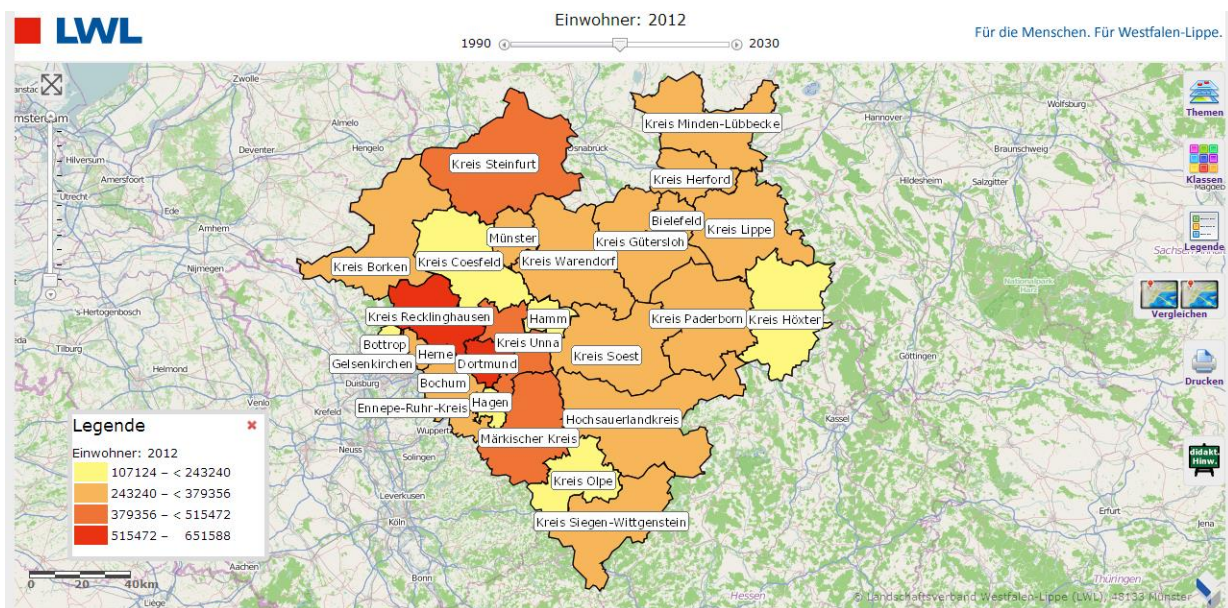 LWL
Einwohner: 2012
1990
2030
Für die Menschen. Für Westfalen-Lippe.
Themen
Klassen
Legende
Vergleichen
Drucken
didakt.
Hinw.
Kreis Minden-Lübbecke
Kreis Steinfurt
Kreis Herford
Bielefeld
Münster
Kreis Lippe
Kreis Gütersloh
Kreis Borken
Kreis Coesfeld
Kreis Warendorf
Kreis Recklinghausen
Hamm
Kreis Paderborn
Kreis Höxter
Bottrop
Kreis Unna
Herne
Kreis Soest
Gelsenkirchen
Dortmund
Bochum
Hagen
Ennepe-Ruhr-Kreis
Hochsauerlandkreis
Märkischer Kreis
Kreis Olpe
Kreis Siegen-Wittgenstein
Zwolle
Almelo
Hengelo
Deventer
Hilversum
Amersfoort
Apeldoorn
Utrecht
Ede
Arnhem
Nijmegen
's-Hertogenbosch
Tilburg
Helmond
Venlo
Duisburg
Krefeld
Neuss
Solingen
Leverkusen
Köln
Aachen
Bonn
Liège
Osnabrück
Hannover
Wolfsburg
Braunschweig
Hildesheim
Salzgitter
Göttingen
Kassel
Erfurt
Jena
Thüringen
Hessen
Legende
Einwohner: 2012
107124 – < 243240
243240 – < 379356
379356 – < 515472
515472 – 651588
0 20 40km
© Landschaftsverband Westfalen-Lippe (LWL), 48133 Münster